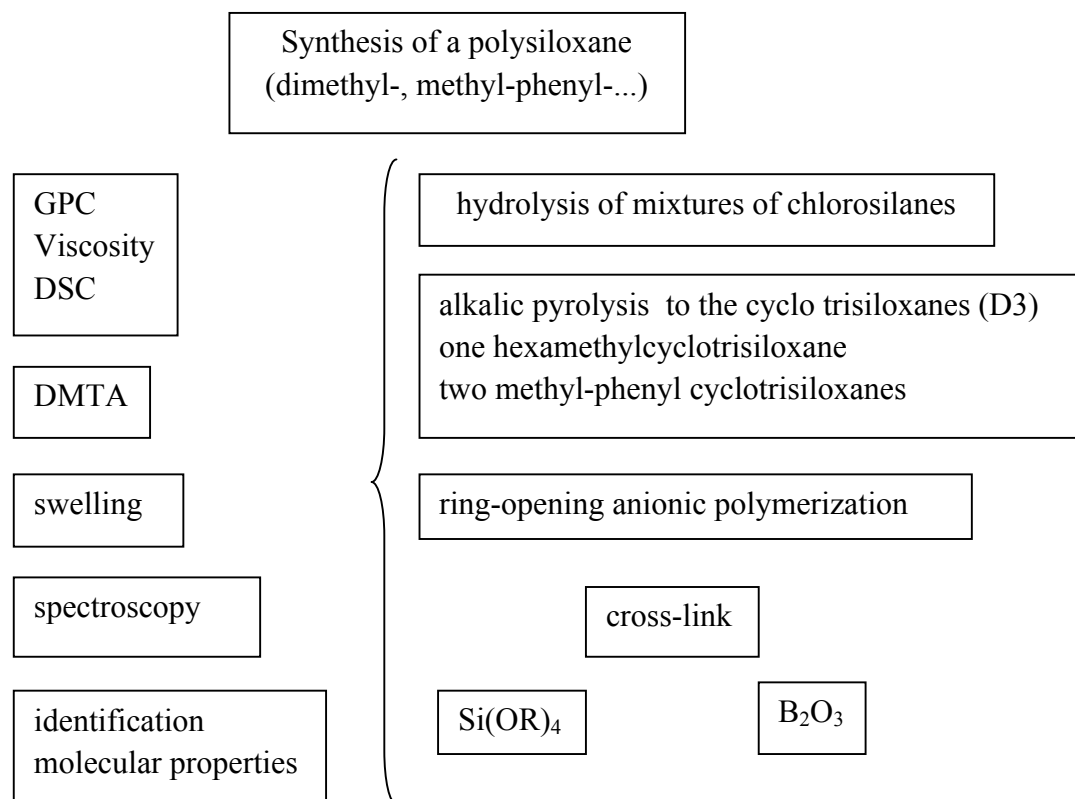 Synthesis of a polysiloxane
(dimethyl-, methyl-phenyl-...)
GPC
Viscosity
DSC
DMTA
swelling
spectroscopy
identification
molecular properties
hydrolysis of mixtures of chlorosilanes
alkalic pyrolysis to the cyclo trisiloxanes (D3)
one hexamethylcyclotrisiloxane
two methyl-phenyl cyclotrisiloxanes
ring-opening anionic polymerization
cross-link
Si(OR)₄
B₂O₃